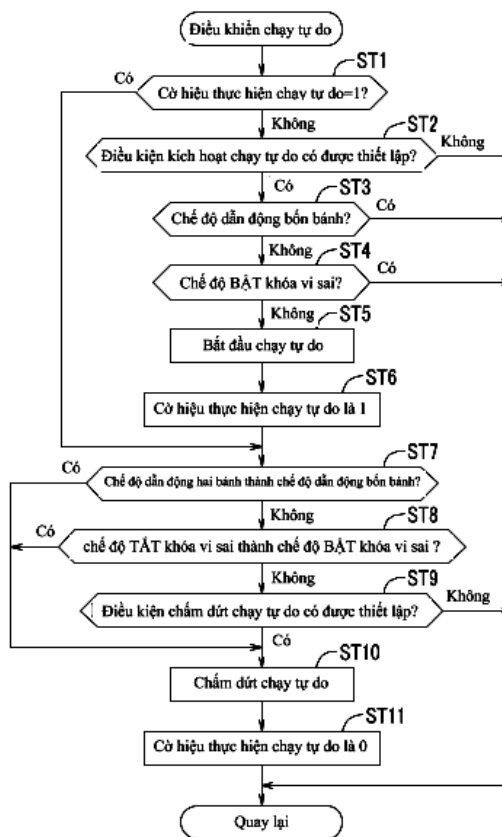 Điều khiển chạy tự do
ST1
Có
Cờ hiệu thực hiện chạy tự do=1?
Không
ST2
Điều kiện kích hoạt chạy tự do có được thiết lập?
Không
Có
ST3
Chế độ dẫn động bốn bánh?
Có
Không
ST4
Chế độ BẬT khóa vi sai?
Có
Không
ST5
Bắt đầu chạy tự do
ST6
Cờ hiệu thực hiện chạy tự do là 1
ST7
Có
Chế độ dẫn động hai bánh thành chế độ dẫn động bốn bánh?
Không
ST8
Có
chế độ TẮT khóa vi sai thành chế độ BẬT khóa vi sai ?
Không
ST9
Điều kiện chấm dứt chạy tự do có được thiết lập?
Không
Có
ST10
Chấm dứt chạy tự do
ST11
Cờ hiệu thực hiện chạy tự do là 0
Quay lại